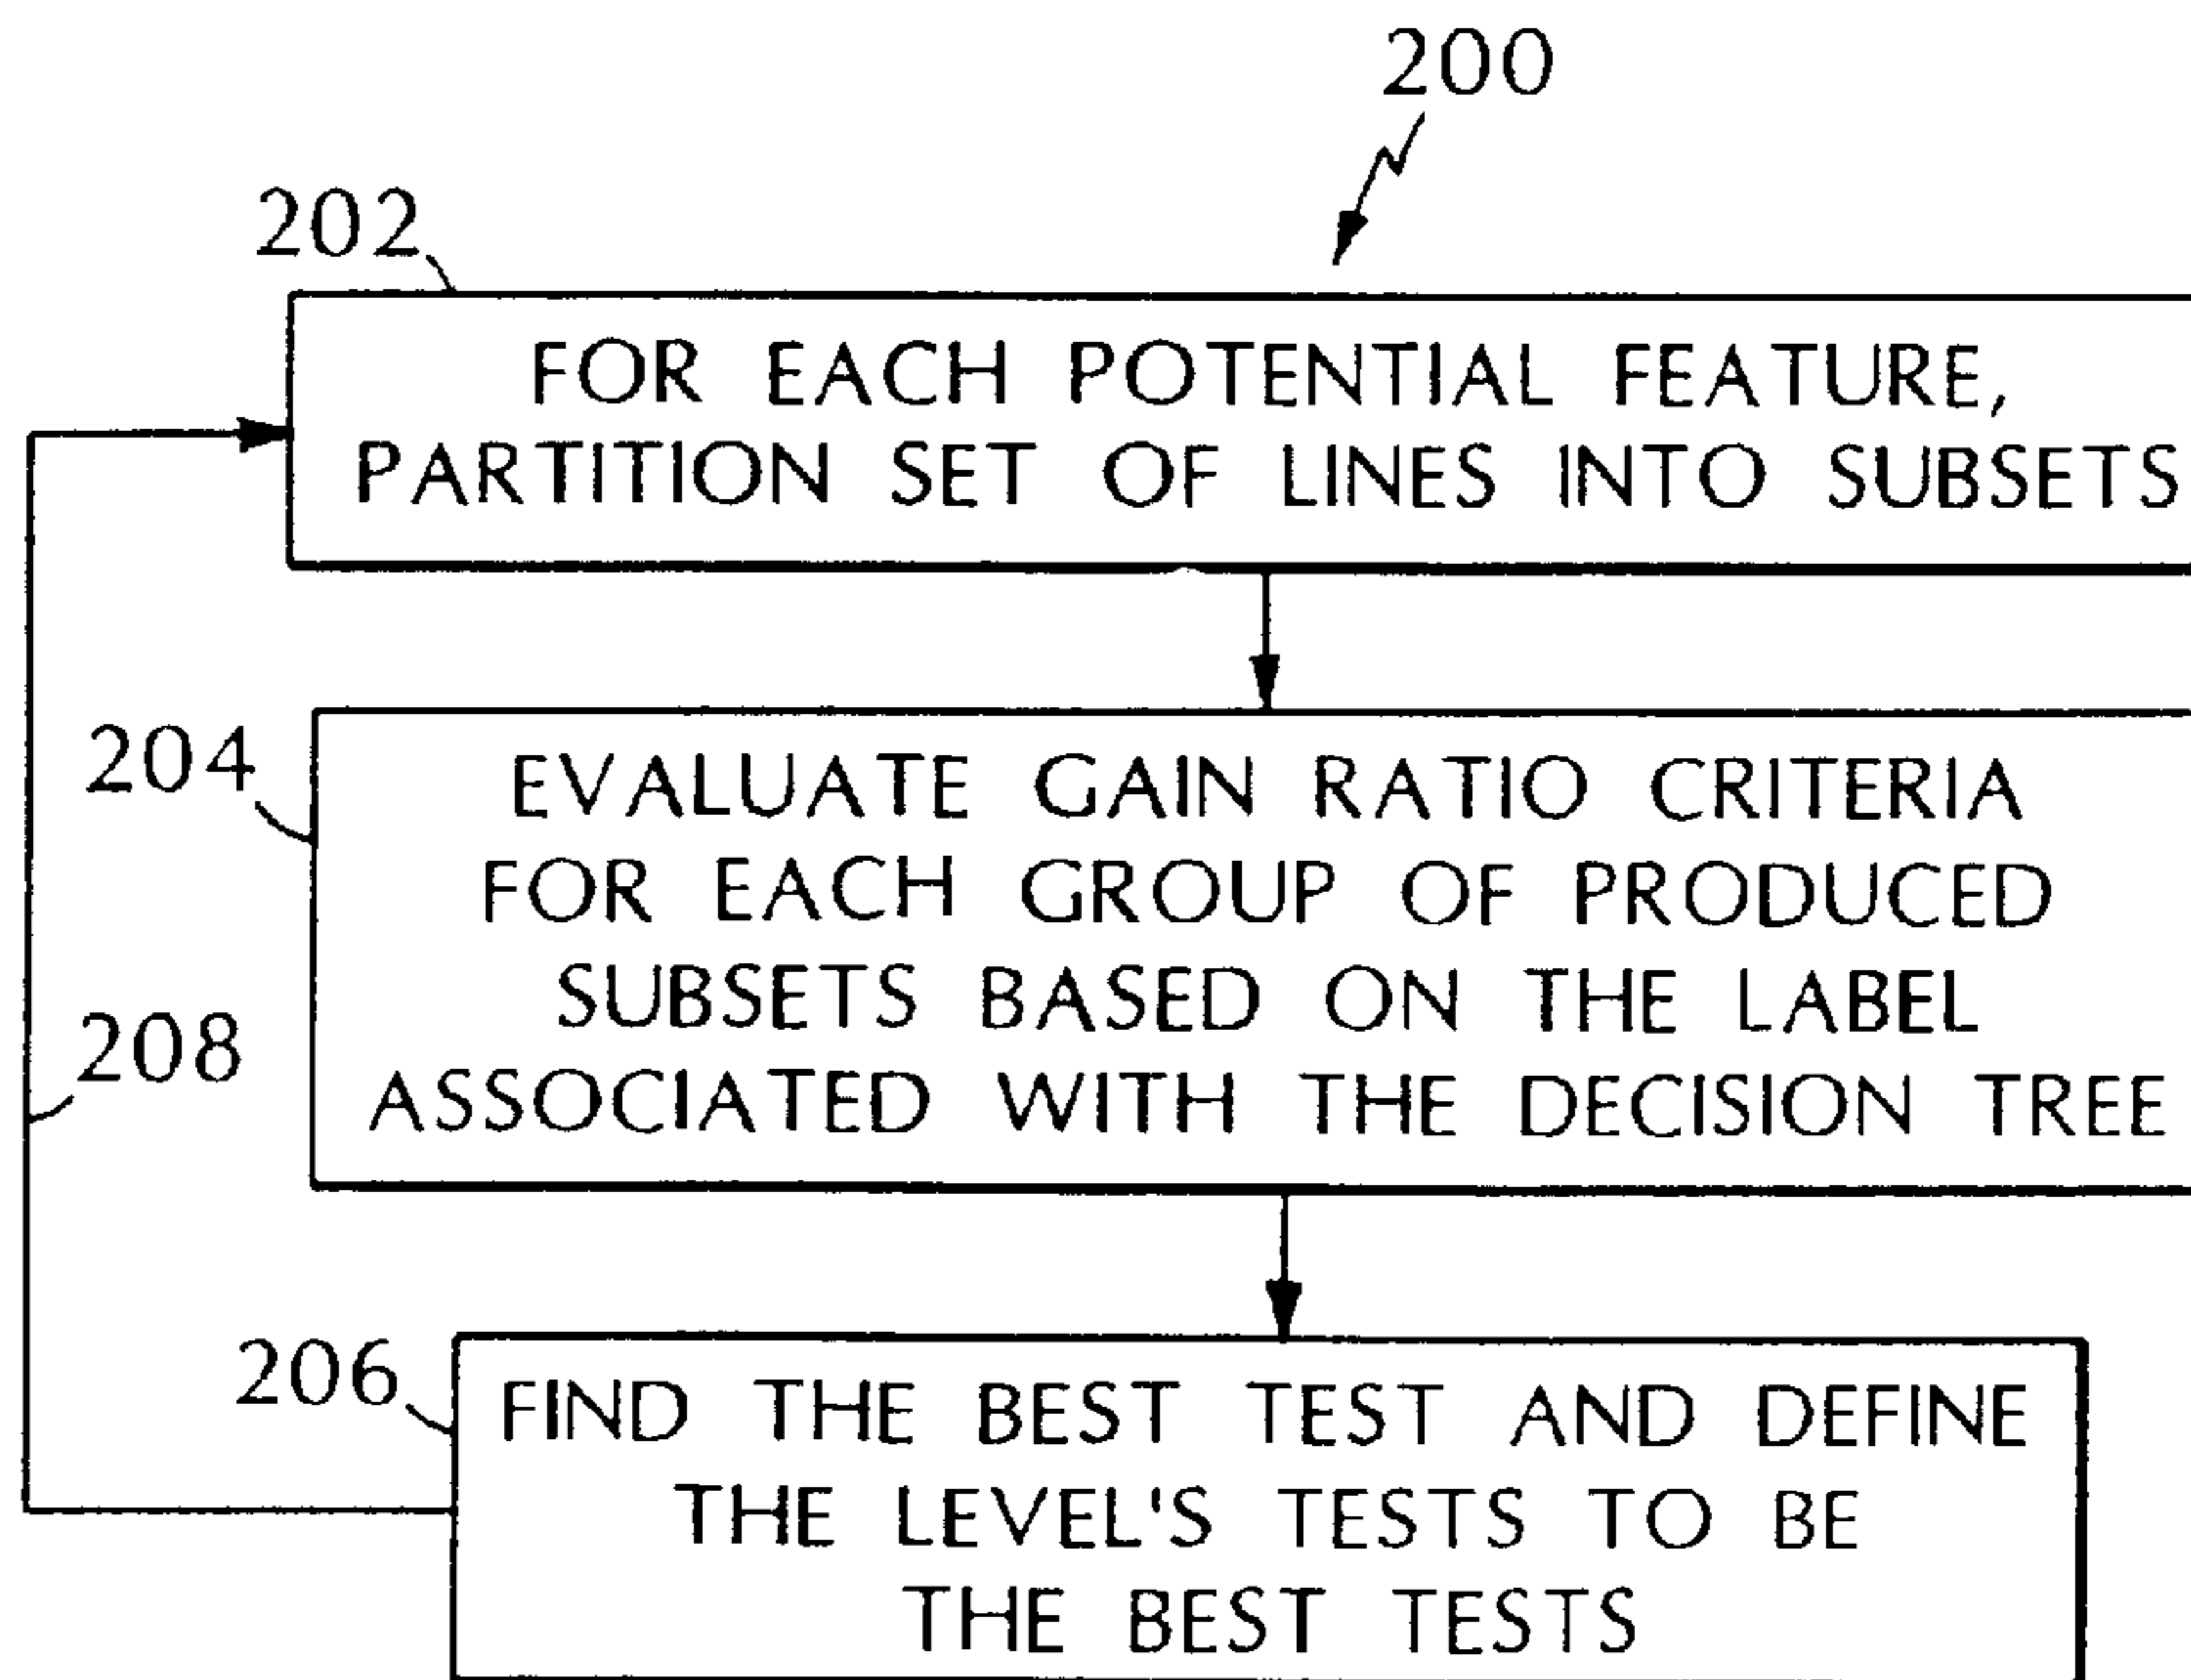 200
202
FOR EACH POTENTIAL FEATURE,
PARTITION SET OF LINES INTO SUBSETS
204
EVALUATE GAIN RATIO CRITERIA
FOR EACH GROUP OF PRODUCED
SUBSETS BASED ON THE LABEL
ASSOCIATED WITH THE DECISION TREE
208
206
FIND THE BEST TEST AND DEFINE
THE LEVEL'S TESTS TO BE
THE BEST TESTS